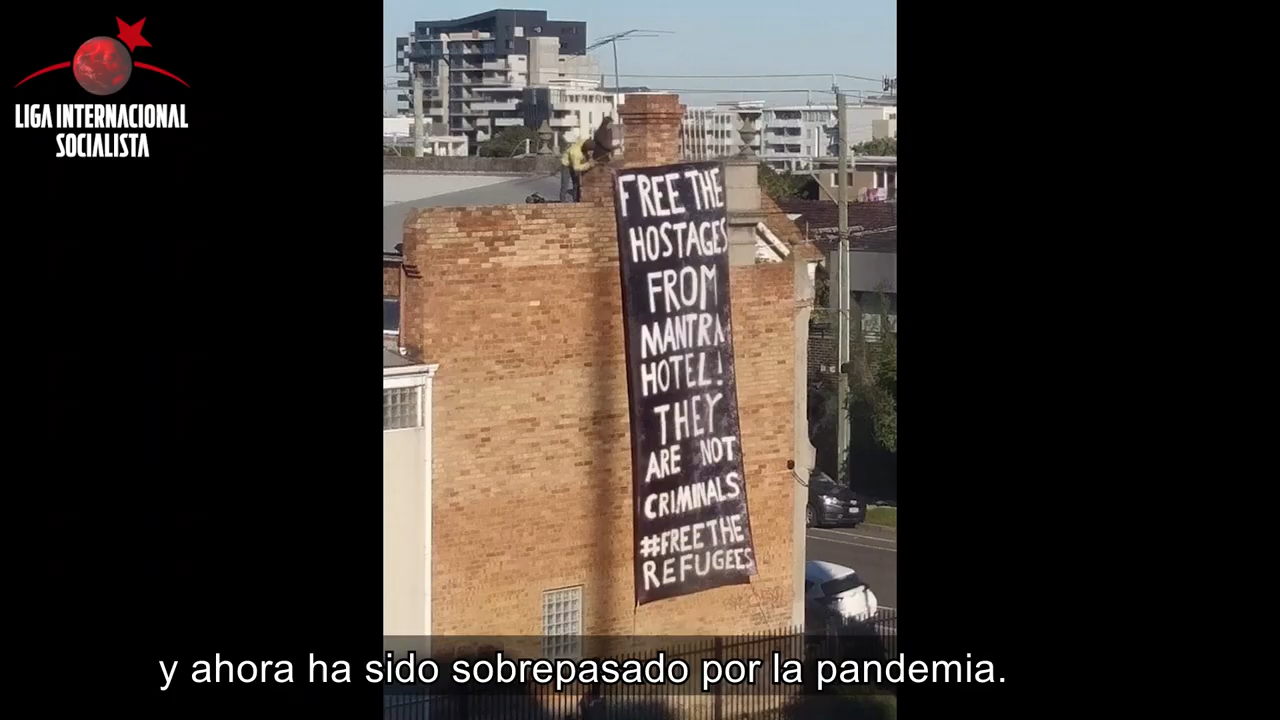 LIGA INTERNACIONAL
SOCIALISTA
FREE THE
HOSTAGES
FROM
MANTRA
HOTEL!
THEY
ARE NOT
CRIMINALS
#FREE THE
REFUGEES
y ahora ha sido sobrepasado por la pandemia.